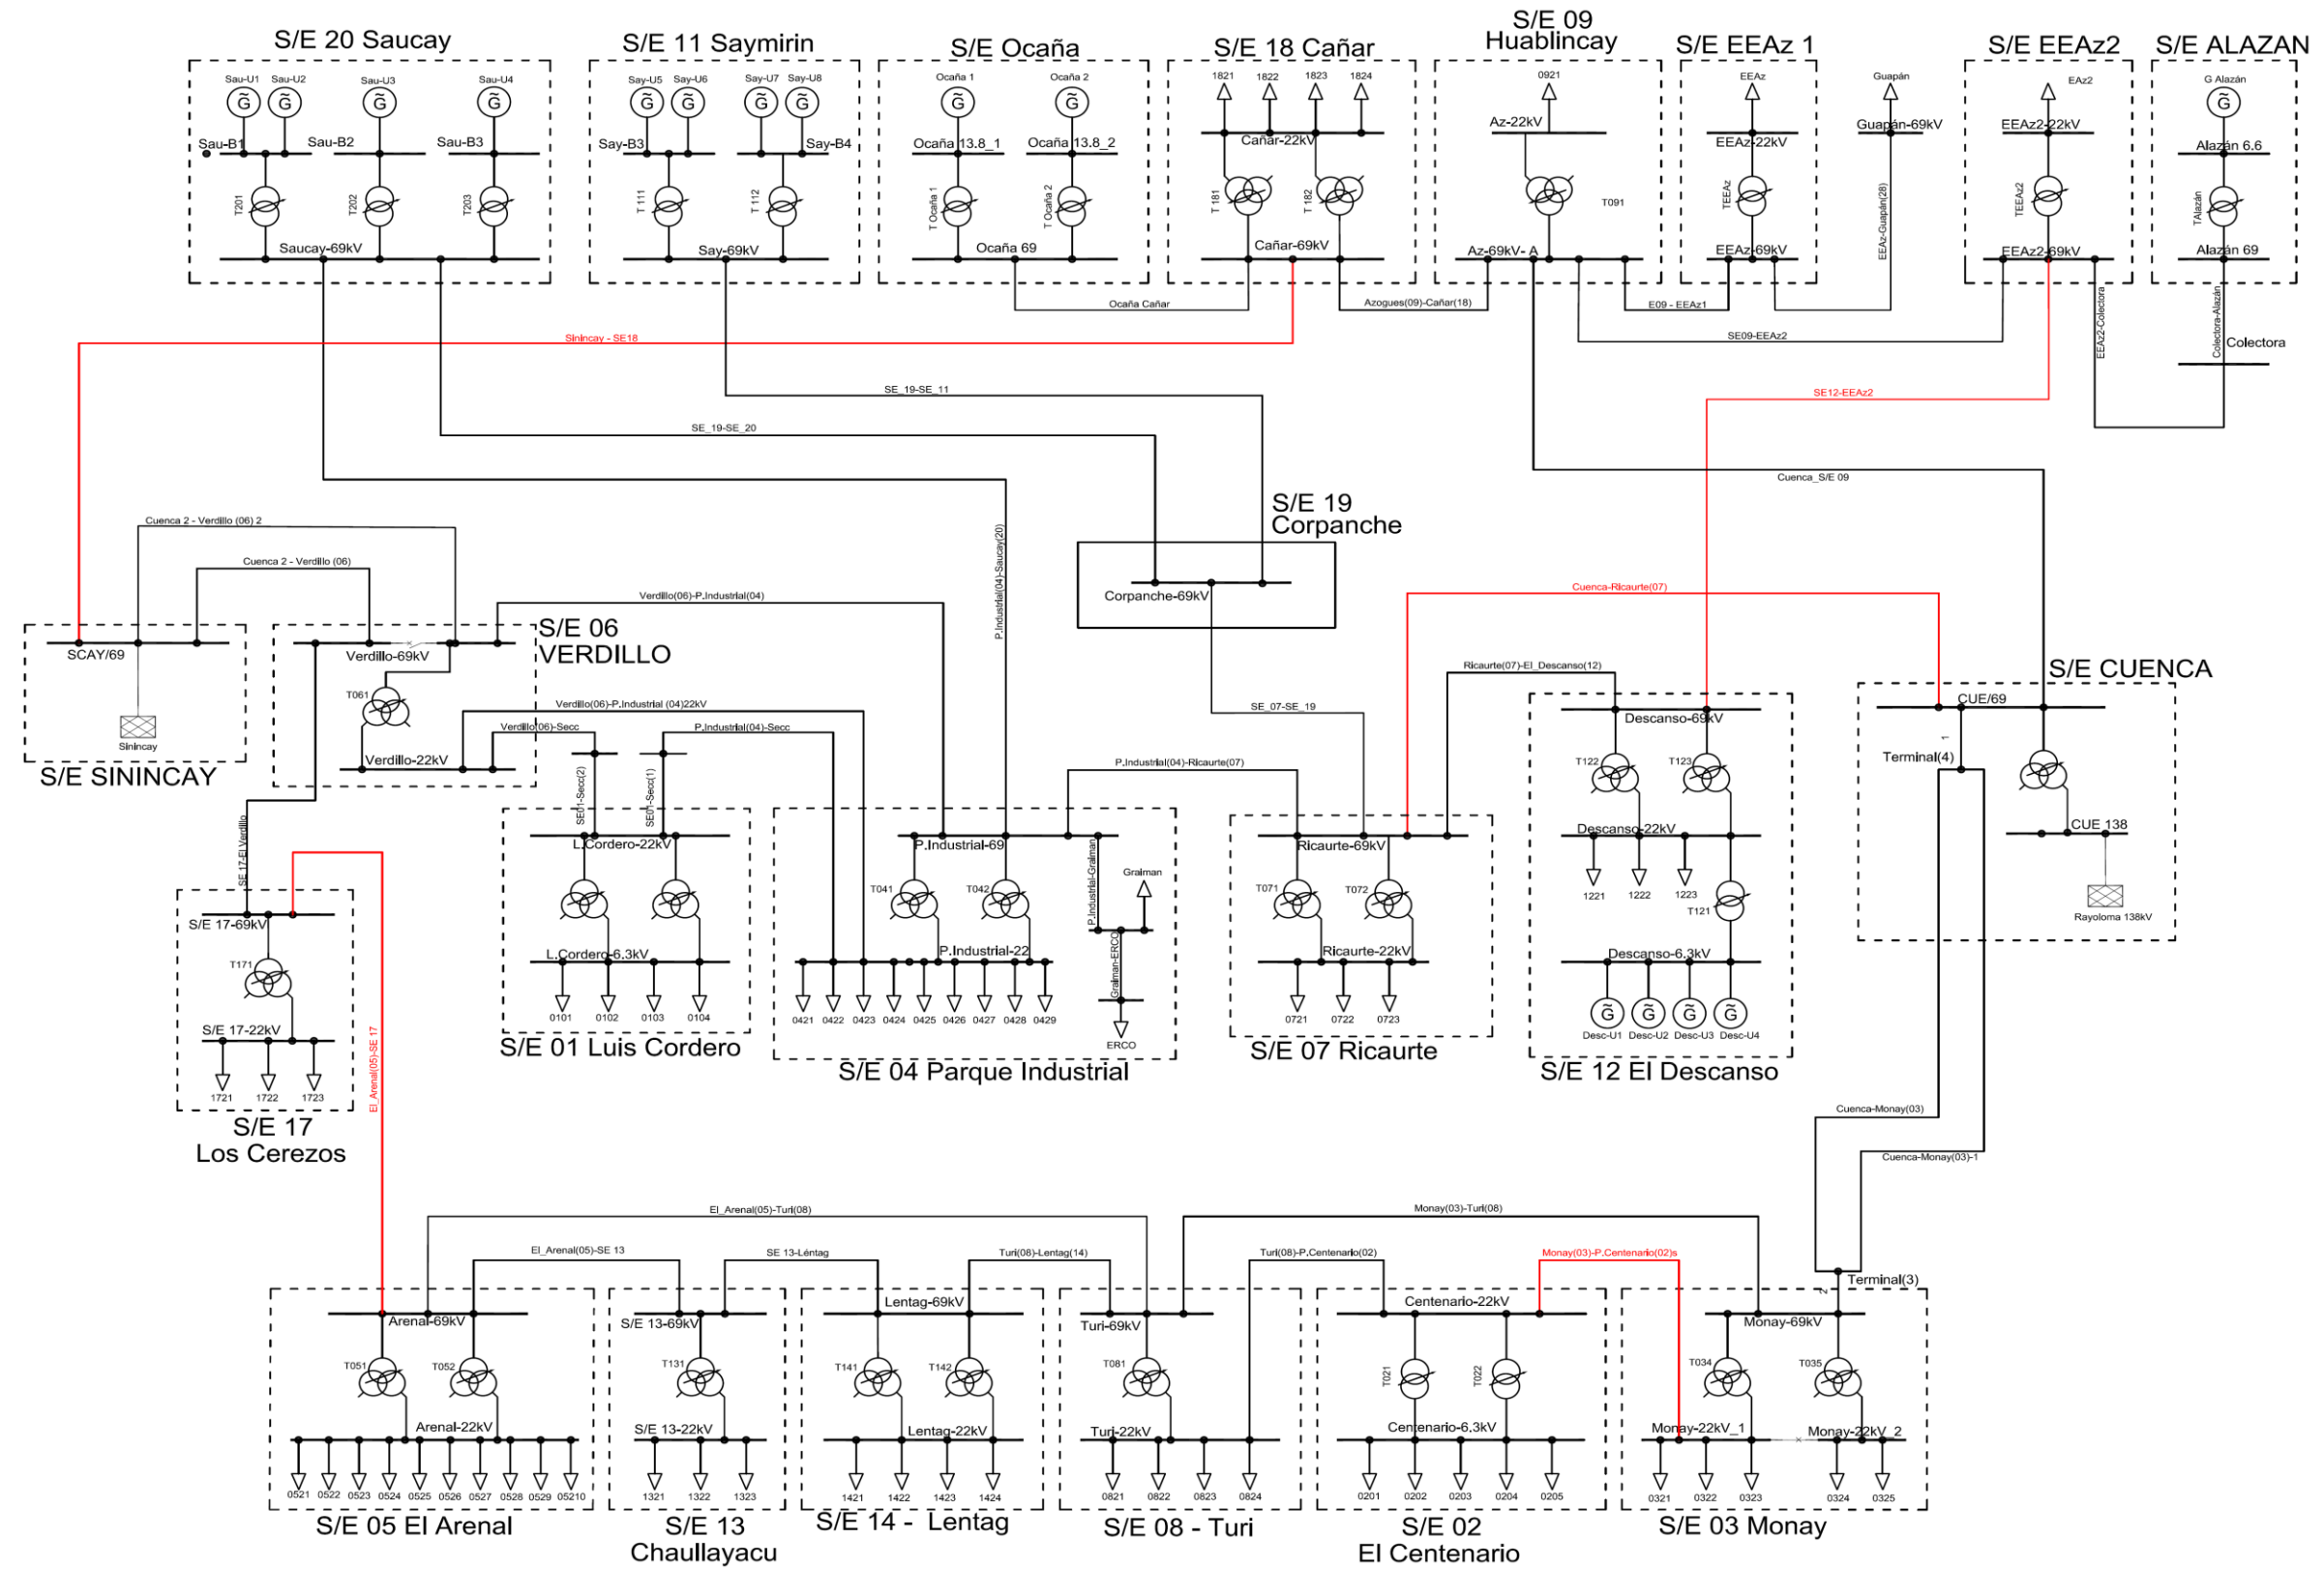 S/E 20 Saucay
S/E 11 Saymirin
S/E Ocaña
S/E 18 Cañar
S/E 09
Huablincay
S/E EEAz 1
S/E EEAz2
S/E ALAZAN
Sau-U1
Sau-U2
Sau-U3
Sau-U4
Say-U5
Say-U6
Say-U7
Say-U8
Ocaña 1
Ocaña 2
1821
1822
1823
1824
0921
EEAz
Guapán
EAz2
G Alazán
G̃
G̃
G̃
G̃
G̃
G̃
G̃
G̃
G̃
G̃
G̃
Sau-B1
Sau-B2
Sau-B3
Say-B3
Say-B4
Ocaña 13.8_1
Ocaña 13.8_2
Cañar-22kV
Az-22kV
EEAz-22kV
Guapán-69kV
EEAz2-22kV
Alazán 6.6
T201
T202
T203
T 111
T 112
T Ocaña 1
T Ocaña 2
T 181
T 182
T091
TEEAz
EEAz-Guapán(28)
TEEAz2
TAlazán
Saucay-69kV
Say-69kV
Ocaña 69
Cañar-69kV
Az-69kV- A
EEAz-69kV
EEAz2-69kV
Alazán 69
Ocaña Cañar
Azogues(09)-Cañar(18)
E09 - EEAz1
SE09-EEAz2
EEAz2-Colectora
Colectora-Alazán
Colectora
Sinincay - SE18
SE_19-SE_11
SE12-EEAz2
SE_19-SE_20
Cuenca_S/E 09
S/E 19
Corpanche
Cuenca 2 - Verdillo (06) 2
Cuenca 2 - Verdillo (06)
P.Industrial(04)-Saucay(20)
Verdillo(06)-P.Industrial(04)
Corpanche-69kV
Cuenca-Ricaurte(07)
S/E 06
VERDILLO
SCAY/69
Verdillo-69kV
Ricaurte(07)-El_Descanso(12)
S/E CUENCA
T061
Verdillo(06)-P.Industrial (04)22kV
SE_07-SE_19
CUE/69
Descanso-69kV
Sinincay
Verdillo(06)-Secc
P.Industrial(04)-Secc
1
Terminal(4)
Verdillo-22kV
P.Industrial(04)-Ricaurte(07)
T122
T123
S/E SININCAY
SE01-Secc(2)
SE01-Secc(1)
SE 17-El Verdillo
L.Cordero-22kV
P.Industrial-69
Ricaurte-69kV
Descanso-22kV
CUE 138
P.Industrial-Graiman
Graiman
T041
T042
T071
T072
1221
1222
1223
T121
Rayoloma 138kV
S/E 17-69kV
T171
L.Cordero-6.3kV
P.Industrial-22
Graiman-ERCO
Ricaurte-22kV
Descanso-6.3kV
G̃
G̃
G̃
G̃
0101
0102
0103
0104
0421
0422
0423
0424
0425
0426
0427
0428
0429
ERCO
0721
0722
0723
Desc-U1
Desc-U2
Desc-U3
Desc-U4
S/E 17-22kV
S/E 01 Luis Cordero
S/E 04 Parque Industrial
S/E 07 Ricaurte
S/E 12 El Descanso
1721
1722
1723
El_Arenal(05)-SE 17
S/E 17
Los Cerezos
Cuenca-Monay(03)
Cuenca-Monay(03)-1
El_Arenal(05)-Turi(08)
Monay(03)-Turi(08)
El_Arenal(05)-SE 13
SE 13-Léntag
Turi(08)-Lentag(14)
Turi(08)-P.Centenario(02)
Monay(03)-P.Centenario(02)s
Terminal(3)
2
Arenal-69kV
S/E 13-69kV
Lentag-69kV
Turi-69kV
Centenario-22kV
Monay-69kV
T051
T052
T131
T141
T142
T081
T021
T022
T034
T035
Arenal-22kV
S/E 13-22kV
Lentag-22kV
Turi-22kV
Centenario-6.3kV
Monay-22kV_1
Monay-22kV_2
0521
0522
0523
0524
0525
0526
0527
0528
0529
05210
1321
1322
1323
1421
1422
1423
1424
0821
0822
0823
0824
0201
0202
0203
0204
0205
0321
0322
0323
0324
0325
S/E 05 El Arenal
S/E 13
Chaullayacu
S/E 14 - Lentag
S/E 08 - Turi
S/E 02
El Centenario
S/E 03 Monay